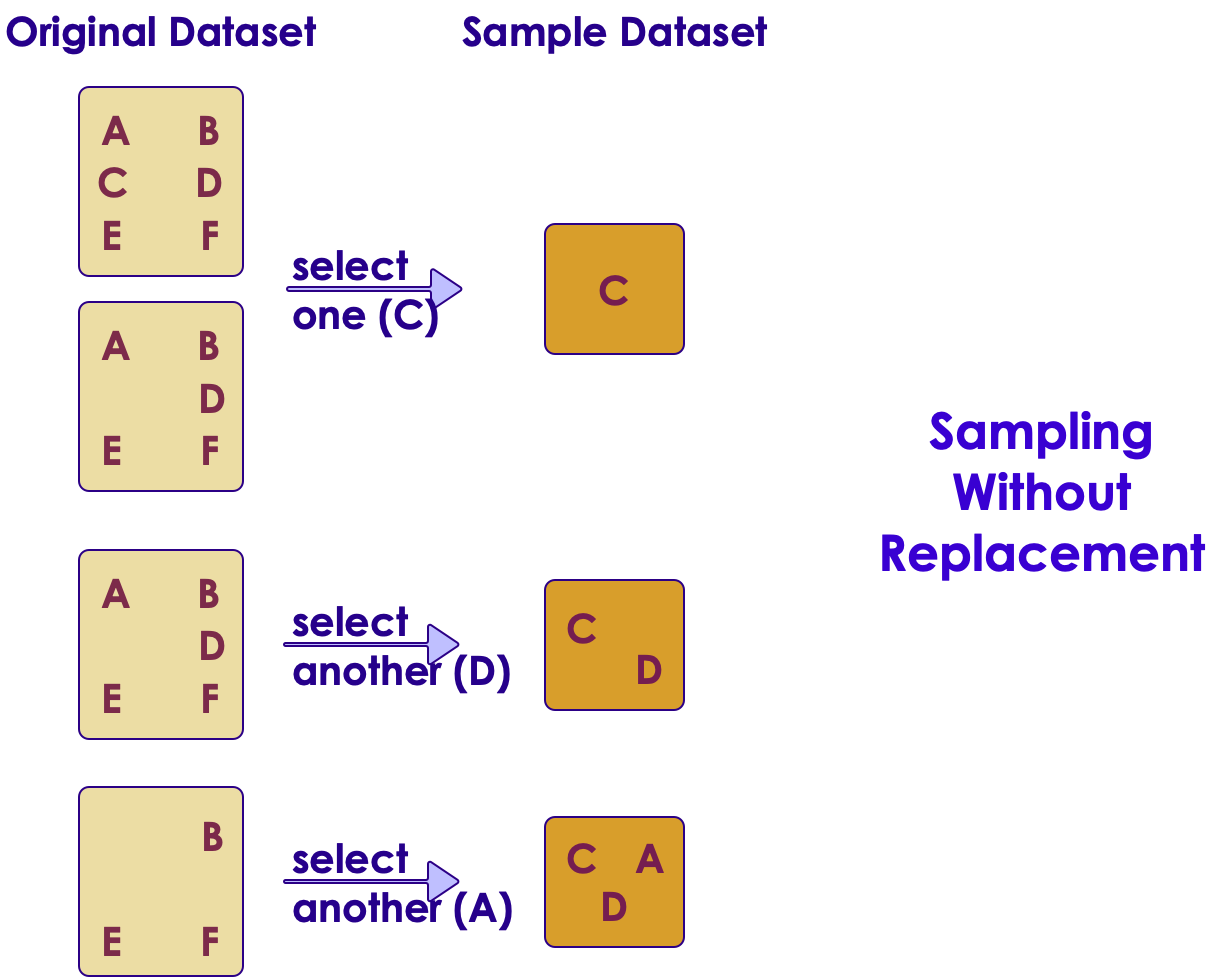 Original Dataset
Sample Dataset
A B
C D
E F
select
one (C)
C
A B
D
E F
Sampling
Without
Replacement
A B
D
E F
select
another (D)
C
D
B
E F
select
another (A)
C A
D